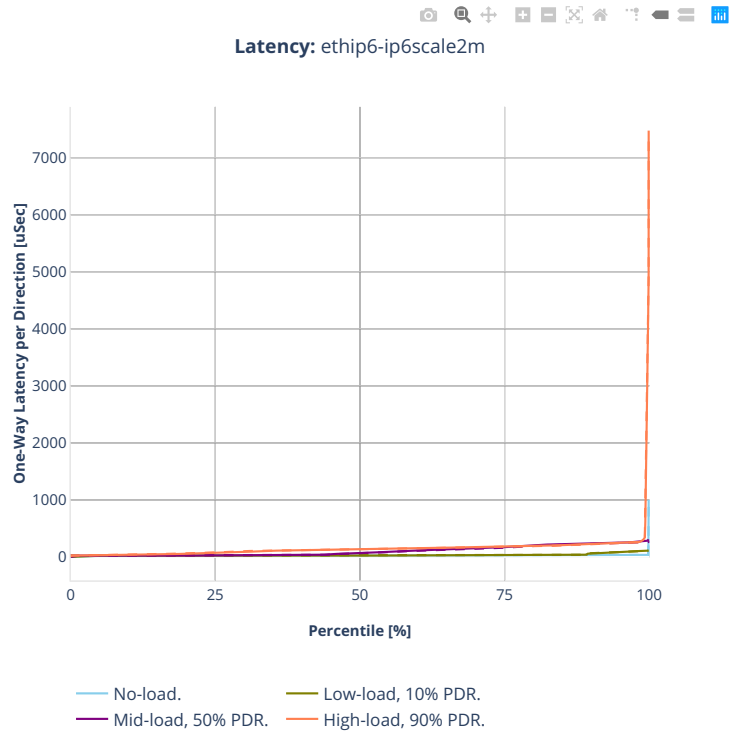 Latency: ethip6-ip6scale2m
7000
6000
5000
4000
3000
2000
1000
0
One-Way Latency per Direction [uSec]
0 25 50 75 100
Percentile [%]
No-load. Low-load, 10% PDR.
Mid-load, 50% PDR. High-load, 90% PDR.